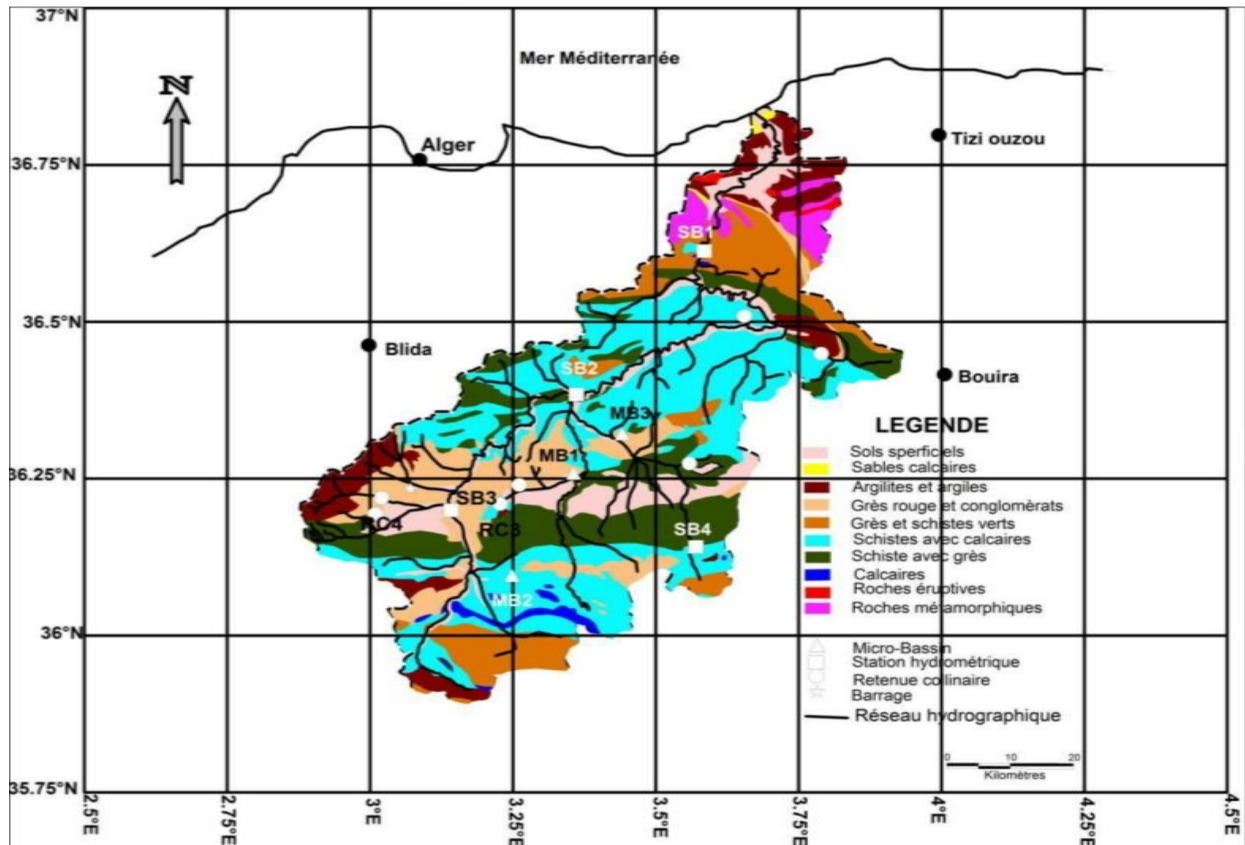 37°N
Mer Méditerranée
N
Alger
Tizi ouzou
36.75°N
SB1
36.5°N
Blida
SB2
Bouira
MB3
LEGENDE
Sols sperficiels
Sables calcaires
Argilites et argiles
Grès rouge et conglomèrats
Grès et schistes verts
Schistes avec calcaires
Schiste avec grès
Calcaires
Roches éruptives
Roches métamorphiques
MB1
36.25°N
SB3
RC4
RC3
SB4
MB2
36°N
Micro-Bassin
Station hydrométrique
Retenue collinaire
Barrage
Réseau hydrographique
0 10 20
Kilomètres
35.75°N
2.5°E
2.75°E
3°E
3.25°E
3.5°E
3.75°E
4°E
4.25°E
4.5°E